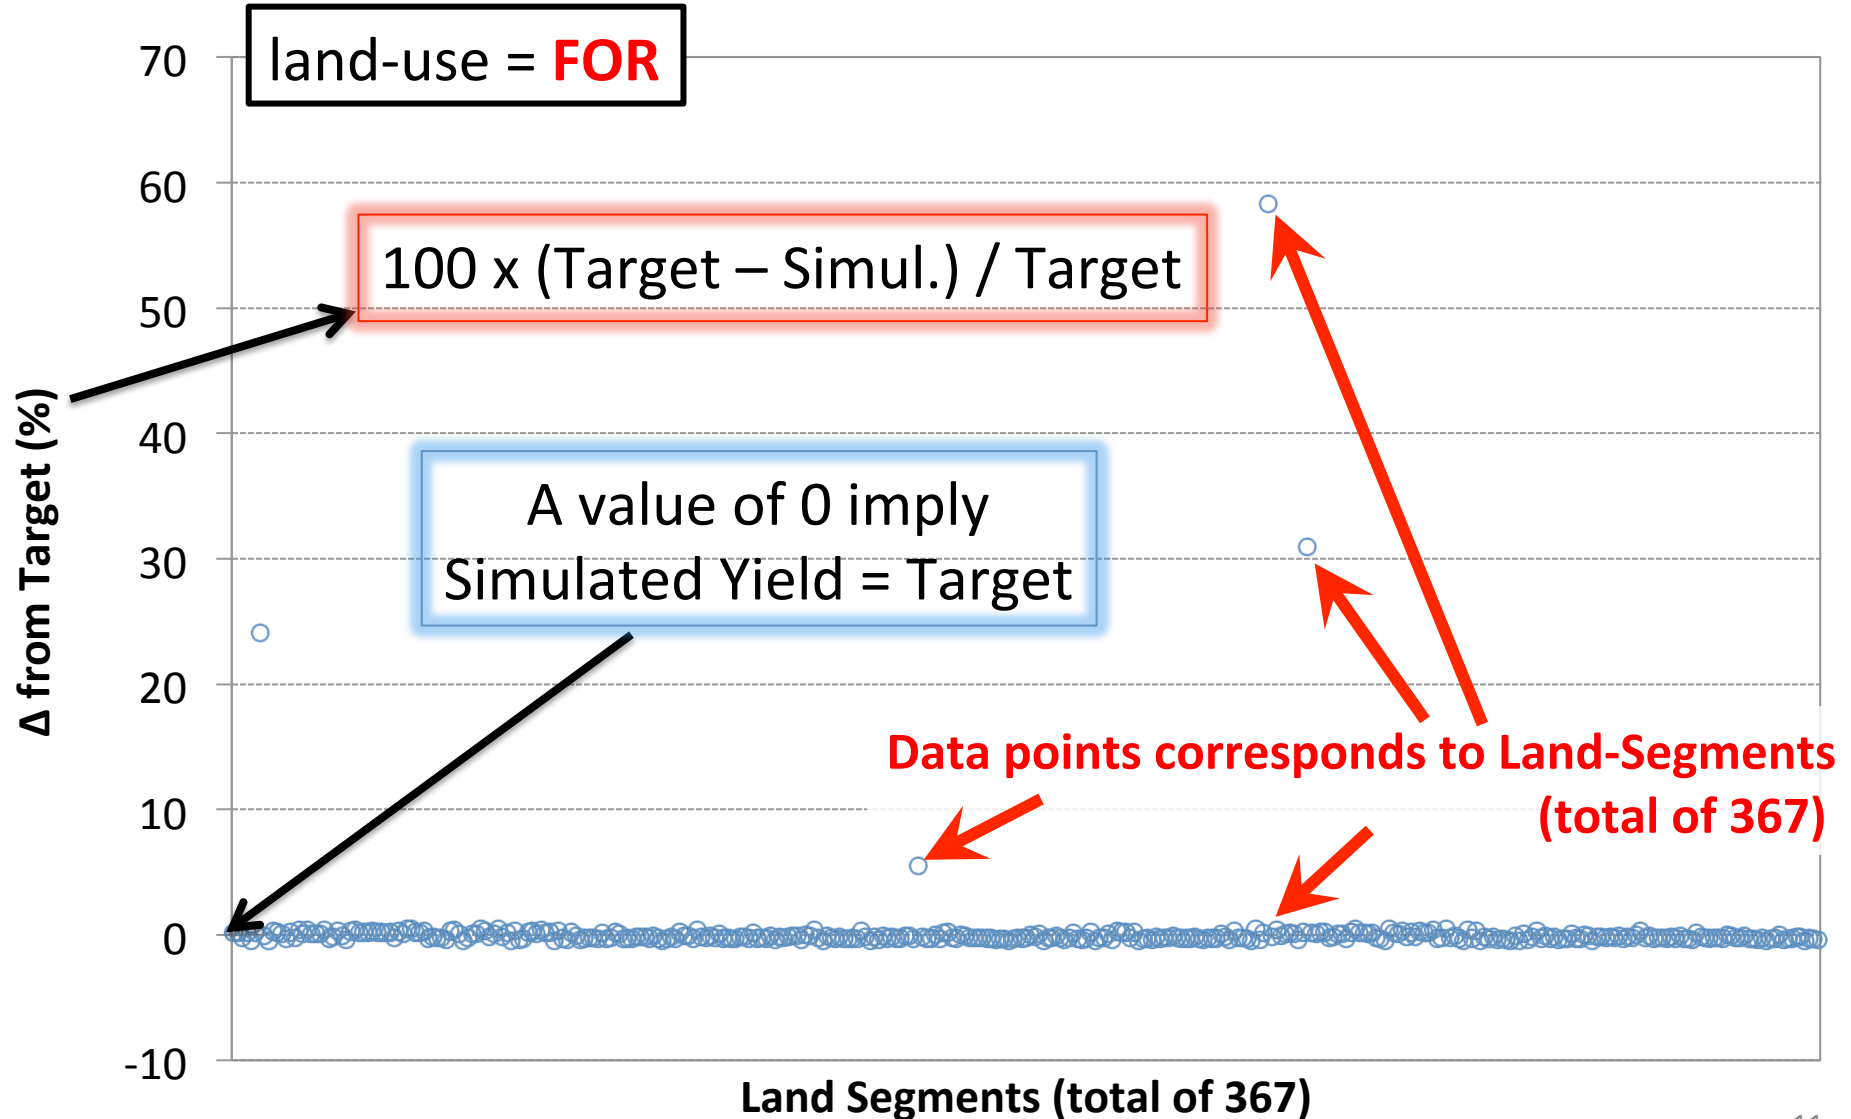 land-use = FOR
70
60
50
40
30
20
10
0
-10
Δ from Target (%)
100 x (Target – Simul.) / Target
A value of 0 imply
Simulated Yield = Target
Data points corresponds to Land-Segments
(total of 367)
Land Segments (total of 367)